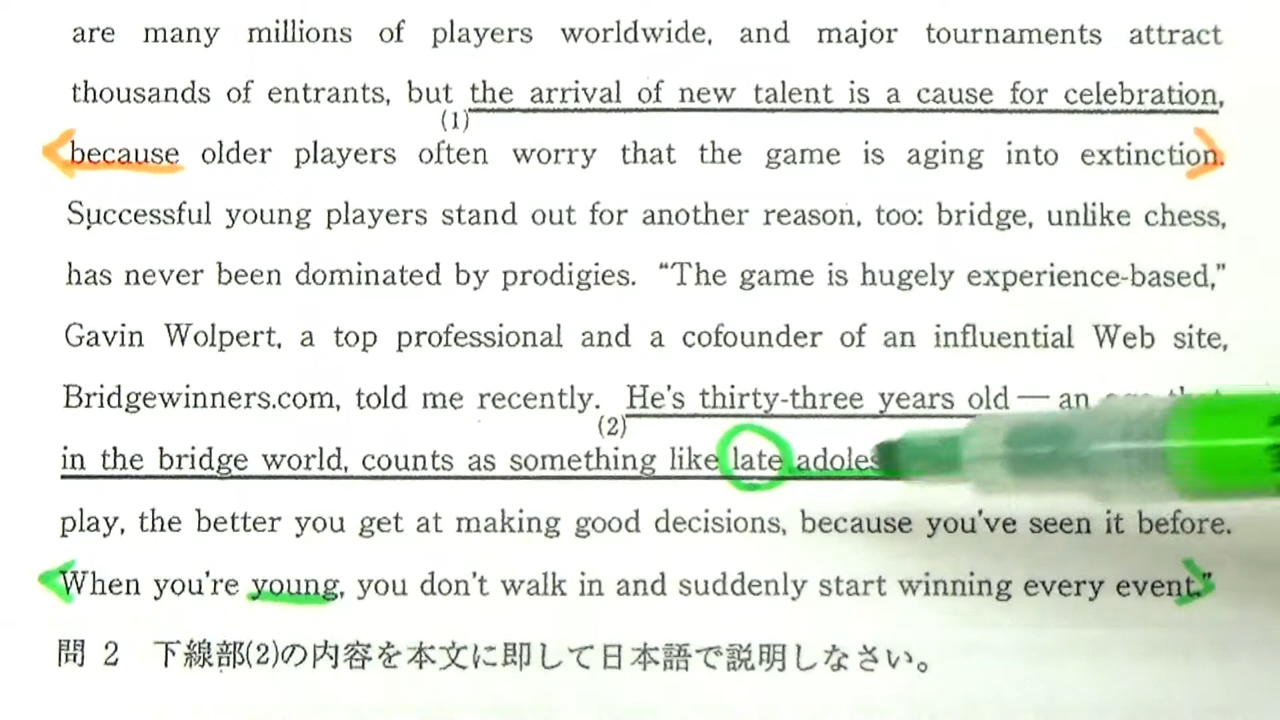 are many millions of players worldwide, and major tournaments attract
thousands of entrants, but the arrival of new talent is a cause for celebration,
(1)
because older players often worry that the game is aging into extinction.
Successful young players stand out for another reason, too: bridge, unlike chess,
has never been dominated by prodigies. “The game is hugely experience-based,”
Gavin Wolpert, a top professional and a cofounder of an influential Web site,
Bridgewinners.com, told me recently. He's thirty-three years old — an
(2)
in the bridge world, counts as something like late
play, the better you get at making good decisions, because you've seen it before.
When you're young, you don't walk in and suddenly start winning every event.”
問 2 下線部(2)の内容を本文に即して日本語で説明しなさい。